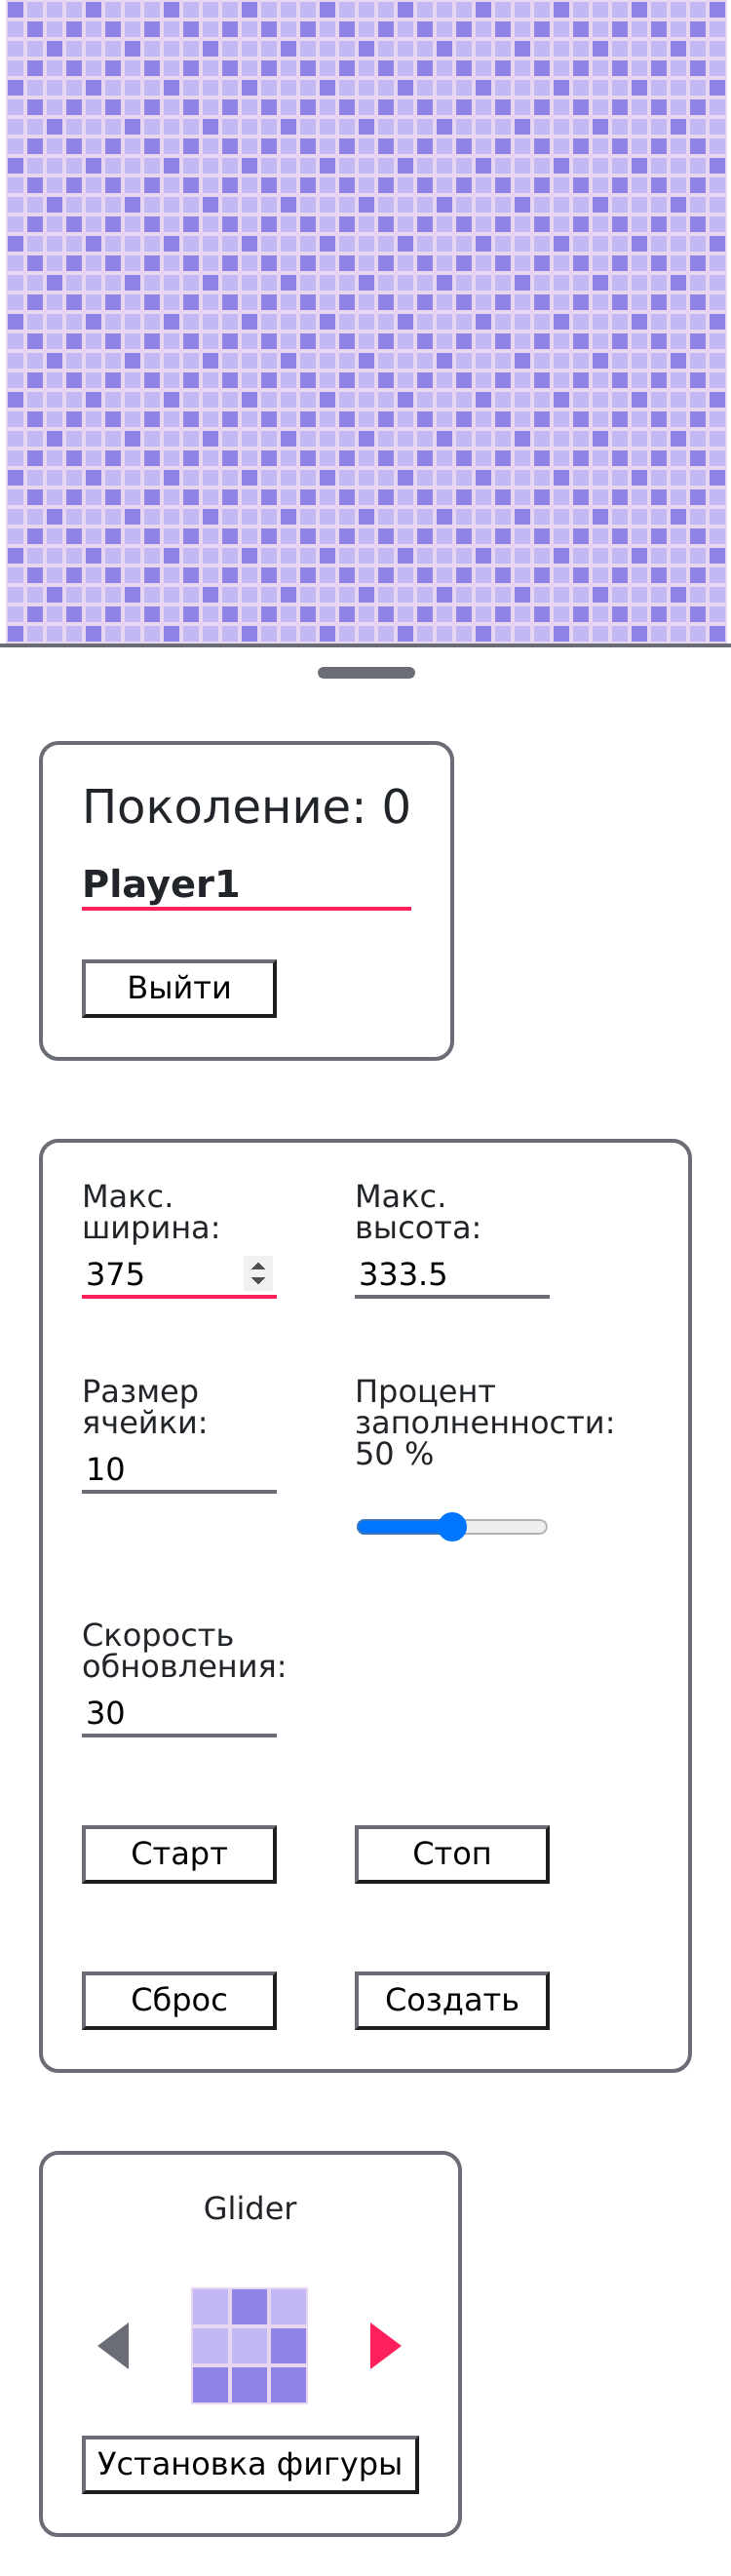 Поколение: 0
Player1
Выйти
Макс.
ширина:
375
Макс.
высота:
333.5
Размер
ячейки:
10
Процент
заполненности:
50 %
Скорость
обновления:
30
Старт
Стоп
Сброс
Создать
Glider
Установка фигуры